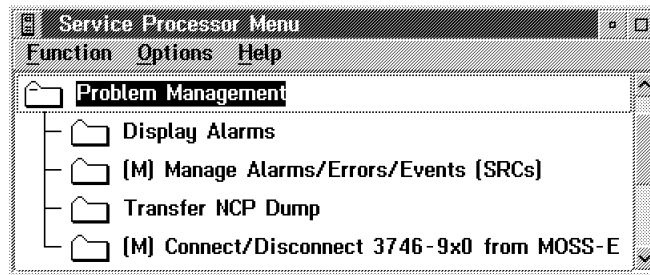 Service Processor Menu
Function Options Help
Problem Management
Display Alarms
(M) Manage Alarms/Errors/Events (SRCs)
Transfer NCP Dump
(M) Connect/Disconnect 3746-9x0 from MOSS-E